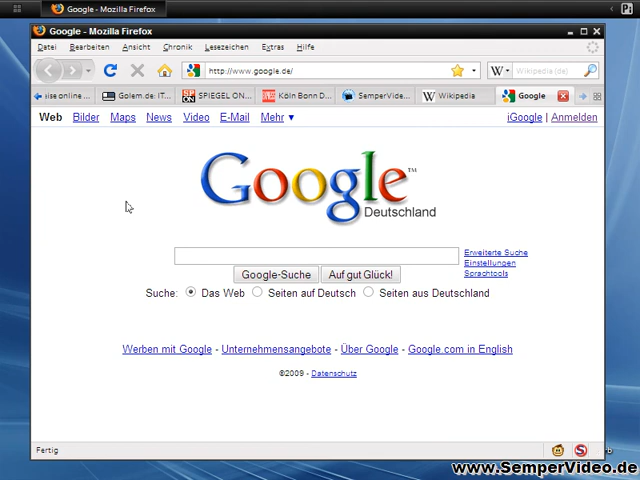 Google - Mozilla Firefox
Google - Mozilla Firefox
Datei Bearbeiten Ansicht Chronik Lesezeichen Extras Hilfe
http://www.google.de/ W Wikipedia (de)
ise online ... Golem.de: IT... SPIEGEL ON... Köln Bonn D... SemperVide... W Wikipedia Google
Web Bilder Maps News Video E-Mail Mehr ▼ iGoogle | Anmelden
Google™
Deutschland
Erweiterte Suche
Einstellungen
Sprachtools
Google-Suche Auf gut Glück!
Suche: Das Web Seiten auf Deutsch Seiten aus Deutschland
Werben mit Google - Unternehmensangebote - Über Google - Google.com in English
©2009 - Datenschutz
Fertig
www.SemperVideo.de